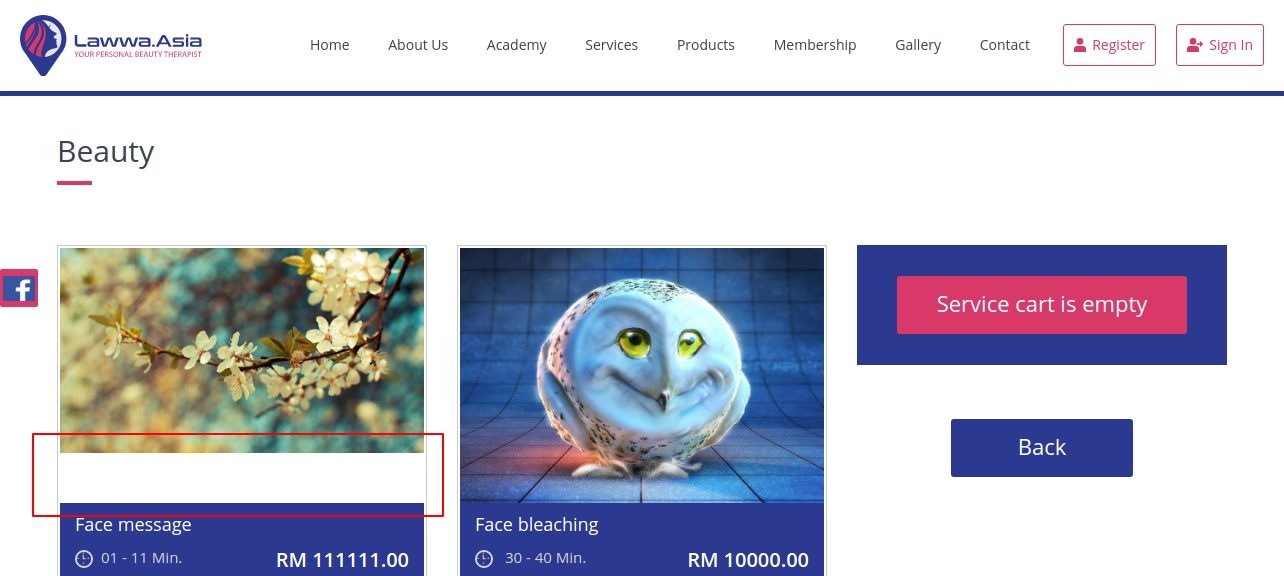 Lawwa.Asia
YOUR PERSONAL BEAUTY THERAPIST
Home About Us Academy Services Products Membership Gallery Contact Register Sign In
Beauty
f
Service cart is empty
Back
Face message
01 - 11 Min. RM 111111.00
Face bleaching
30 - 40 Min. RM 10000.00